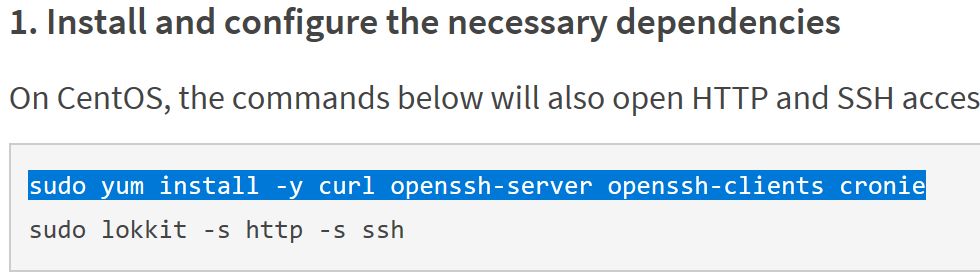 1. Install and configure the necessary dependencies
On CentOS, the commands below will also open HTTP and SSH acces
sudo yum install -y curl openssh-server openssh-clients cronie
sudo lokkit -s http -s ssh